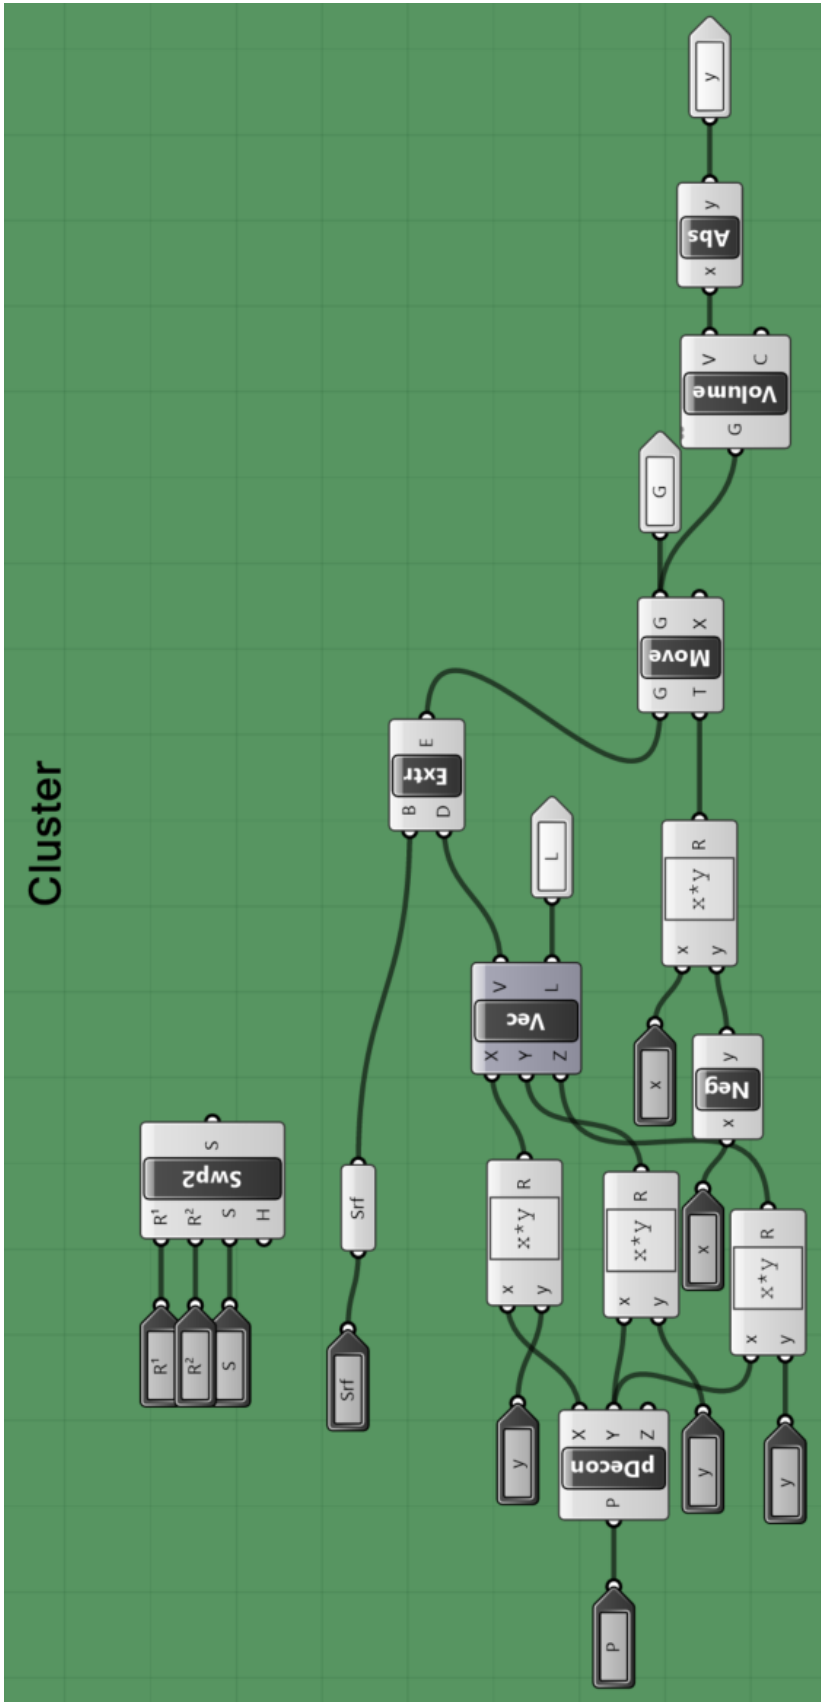 Cluster
R¹
R²
S
R¹
R²
S
H
Swp2
S
Srf
Srf
P
P
pDecon
X
Y
Z
y
y
y
x
y
x*y
R
x
y
x*y
R
x
y
x*y
R
X
Y
Z
Vec
V
L
L
B
D
Extr
E
x
x
Neg
y
x
x
y
x*y
R
G
T
Move
G
X
G
G
Volume
V
C
x
Abs
y
y